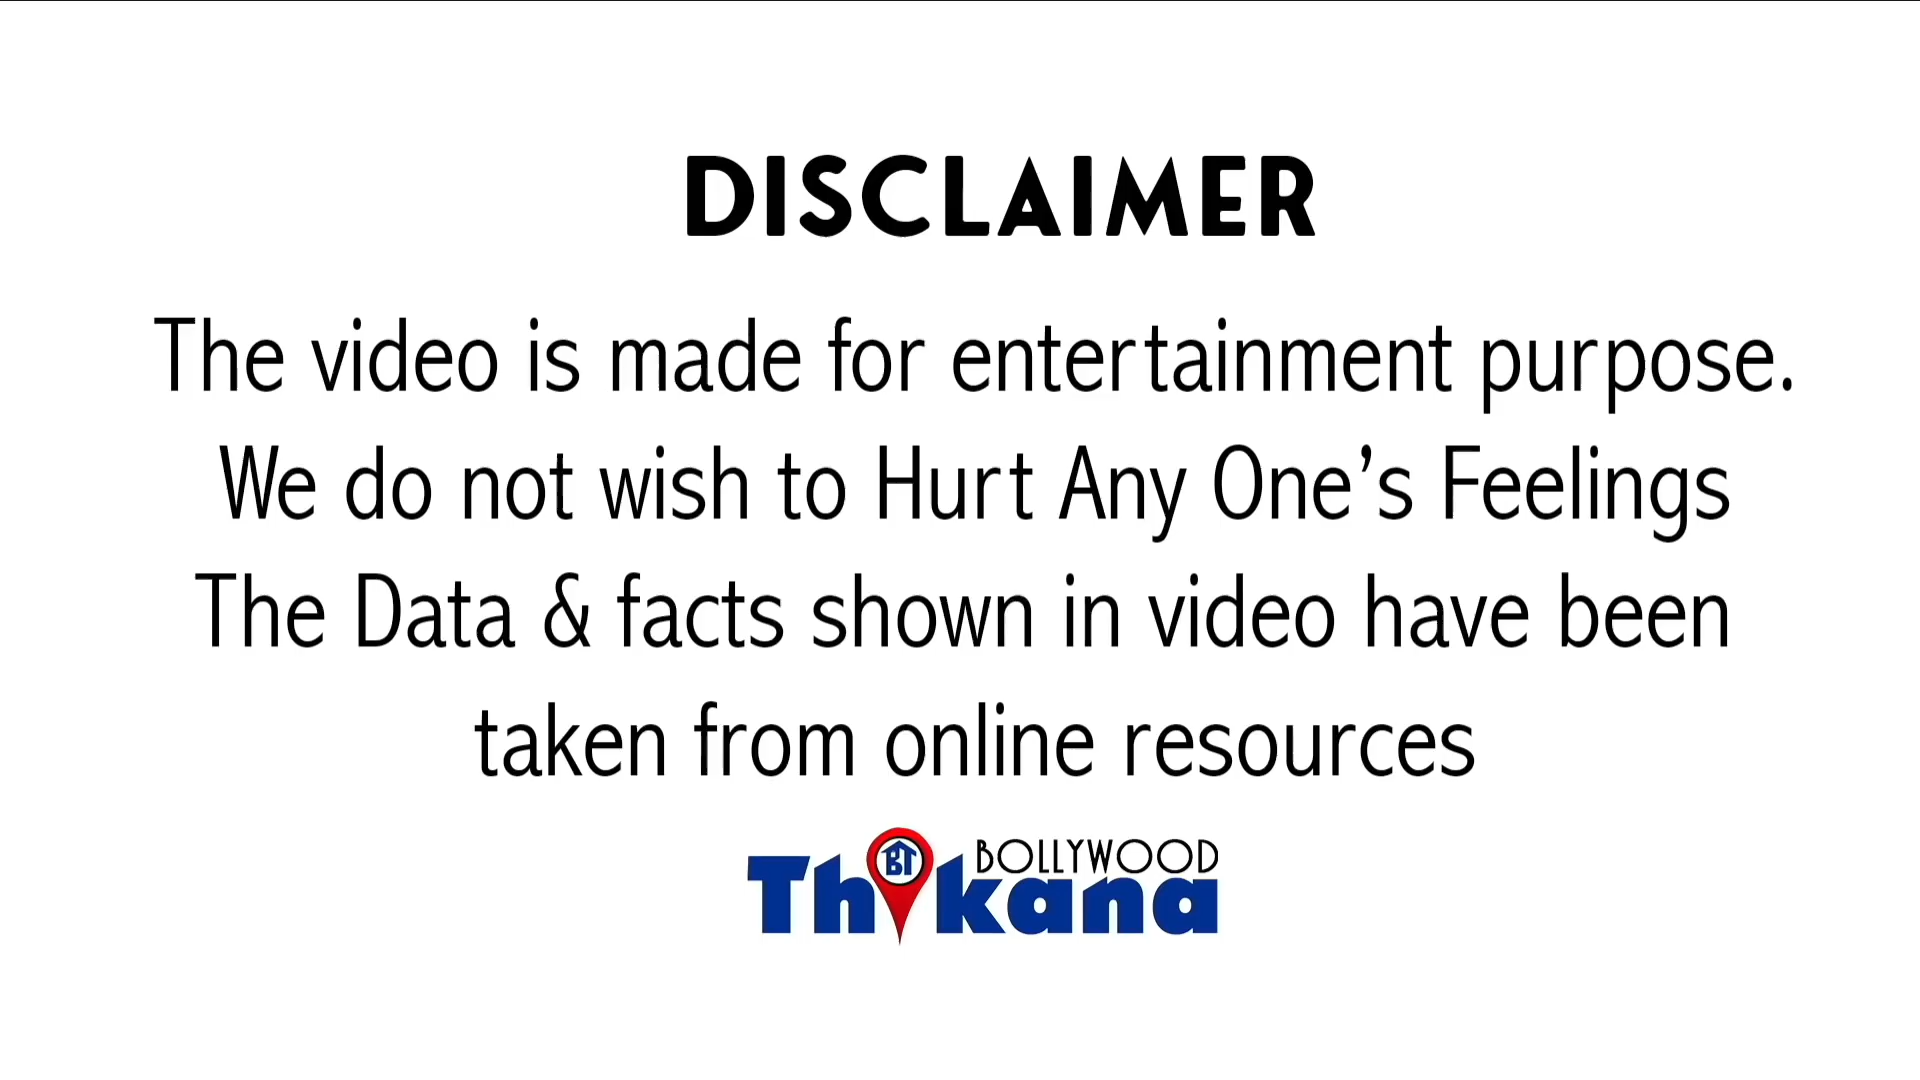 DISCLAIMER
The video is made for entertainment purpose.
We do not wish to Hurt Any One’s Feelings
The Data & facts shown in video have been
taken from online resources
BT
BOLLYWOOD
Thikana